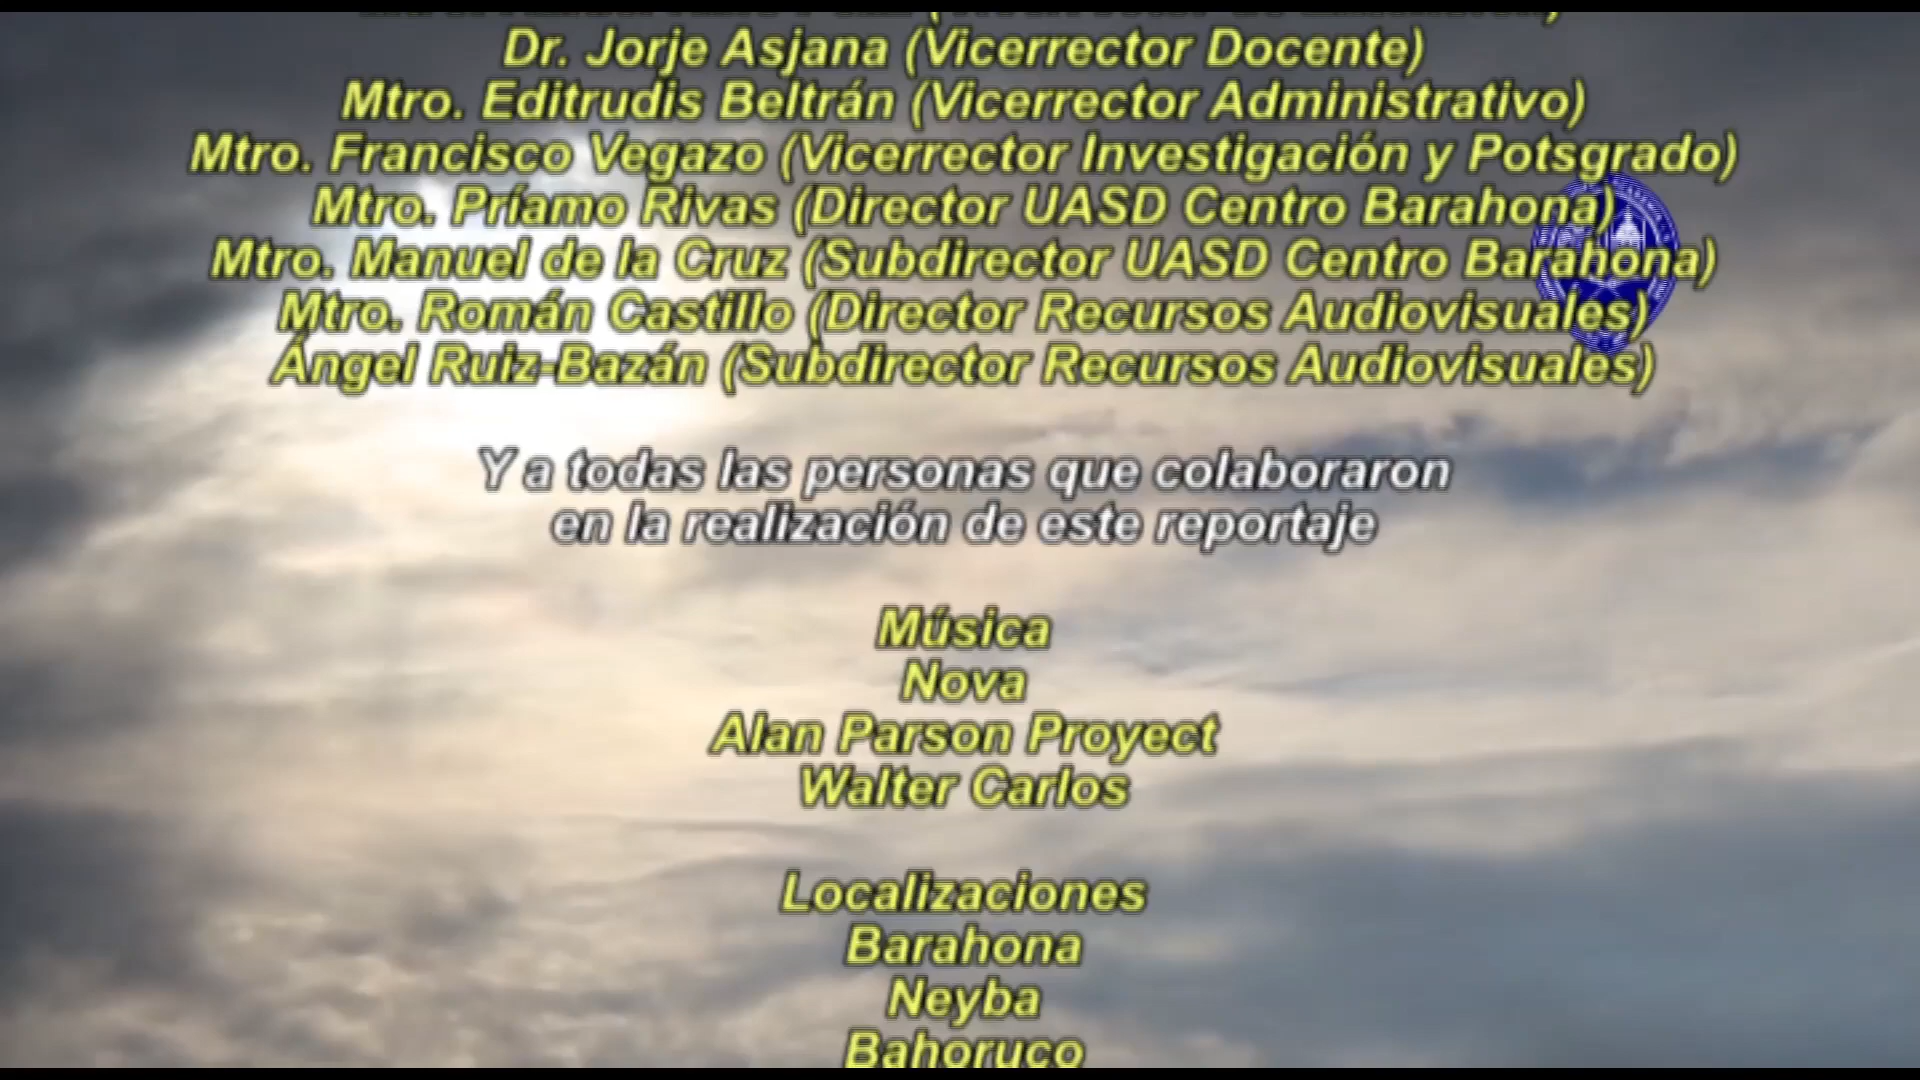 Dr. Jorje Asjana (Vicerrector Docente)
Mtro. Editrudis Beltrán (Vicerrector Administrativo)
Mtro. Francisco Vegazo (Vicerrector Investigación y Potsgrado)
Mtro. Príamo Rivas (Director UASD Centro Barahona)
Mtro. Manuel de la Cruz (Subdirector UASD Centro Barahona)
Mtro. Román Castillo (Director Recursos Audiovisuales)
Ángel Ruiz-Bazán (Subdirector Recursos Audiovisuales)
Y a todas las personas que colaboraron
en la realización de este reportaje
Música
Nova
Alan Parson Proyect
Walter Carlos
Localizaciones
Barahona
Neyba
Bahoruco